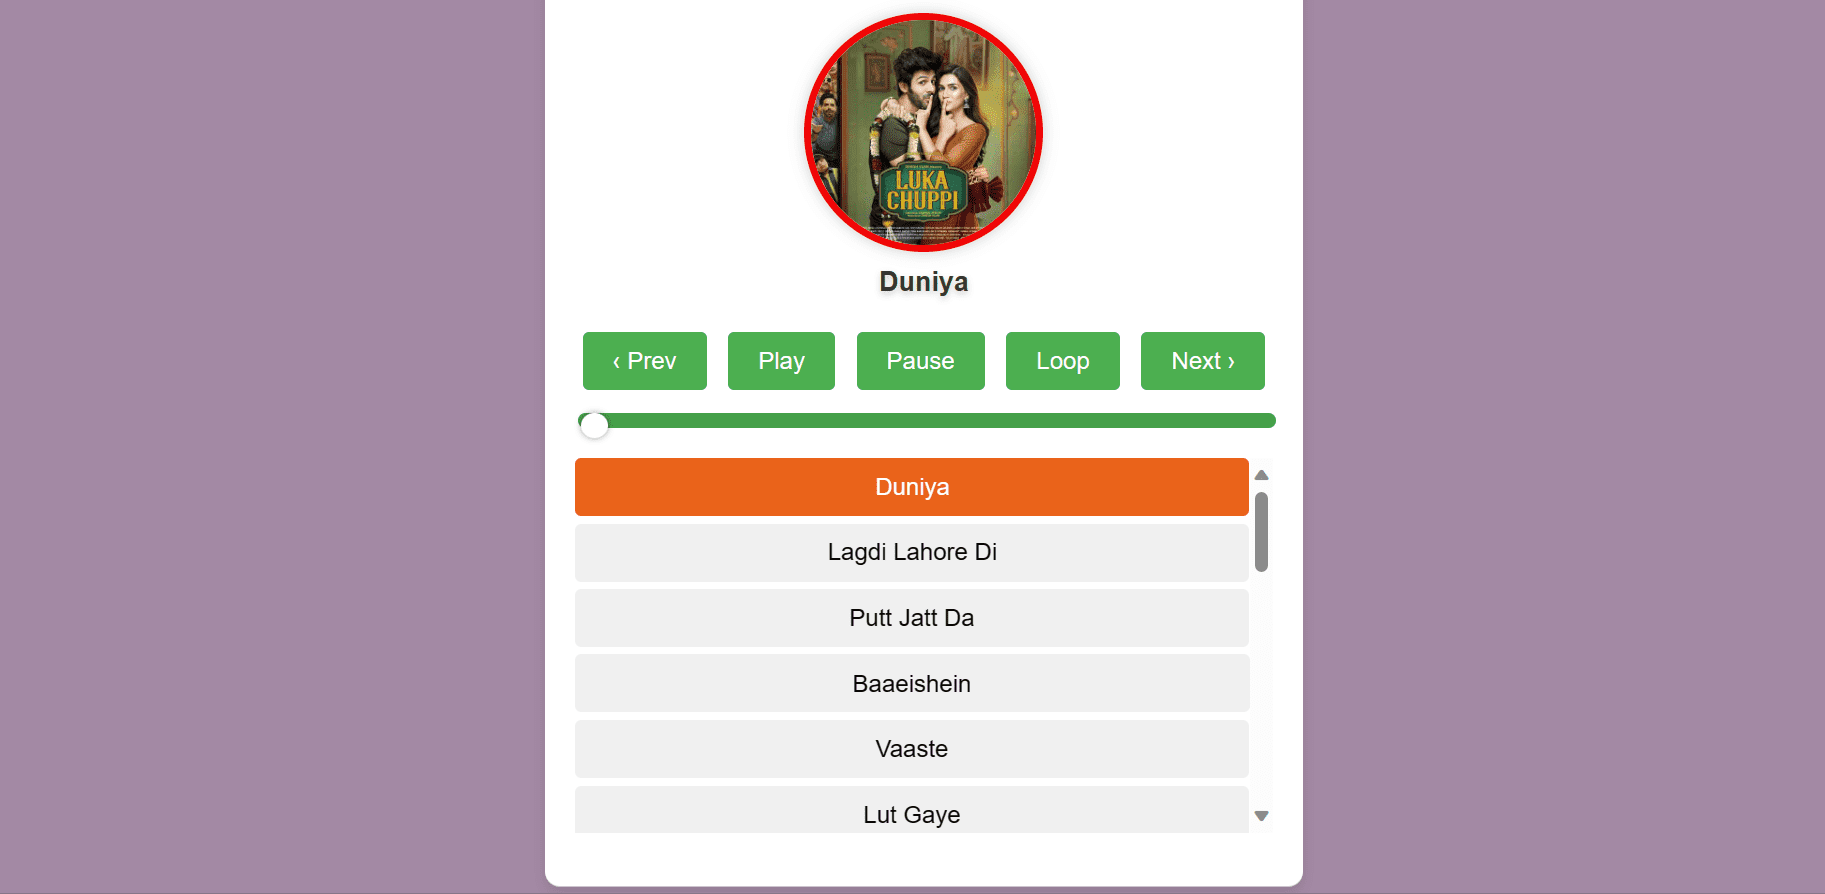 LUKA
CHUPPI
Duniya
‹ Prev
Play
Pause
Loop
Next ›
Duniya
Lagdi Lahore Di
Putt Jatt Da
Baaeishein
Vaaste
Lut Gaye